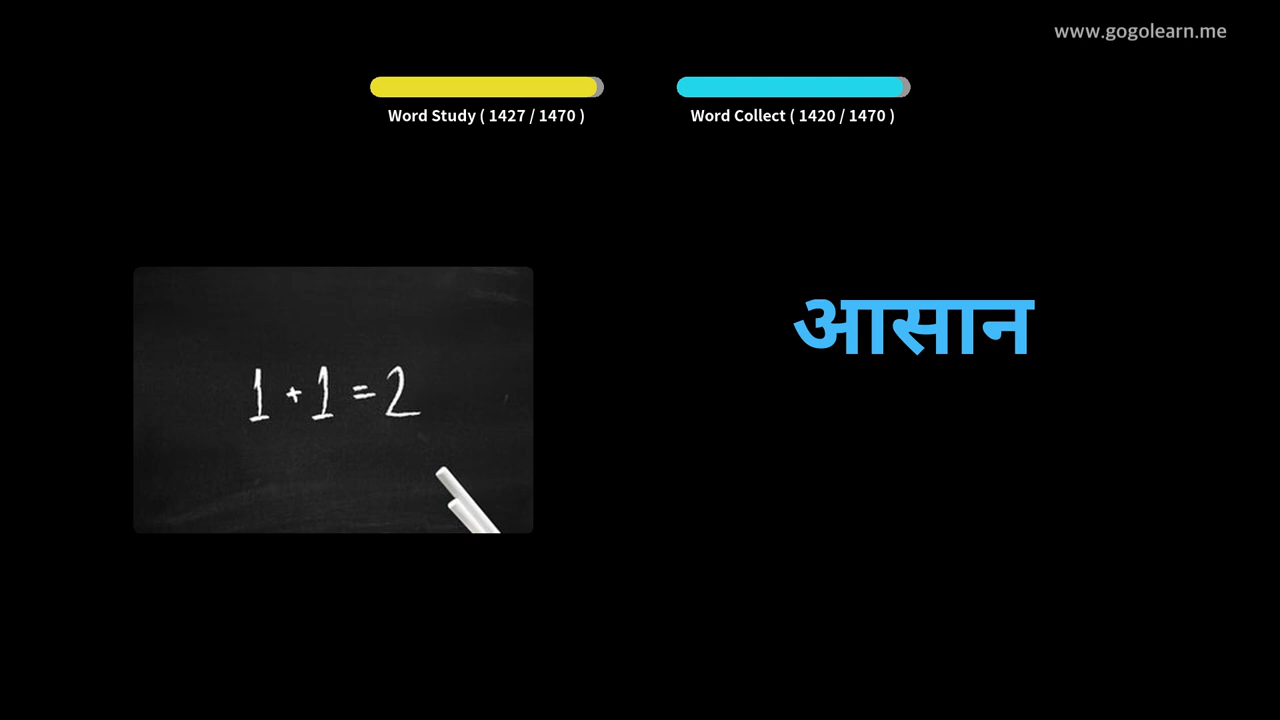 www.gogolearn.me
Word Study ( 1427 / 1470 )
Word Collect ( 1420 / 1470 )
आसान
1 + 1 = 2